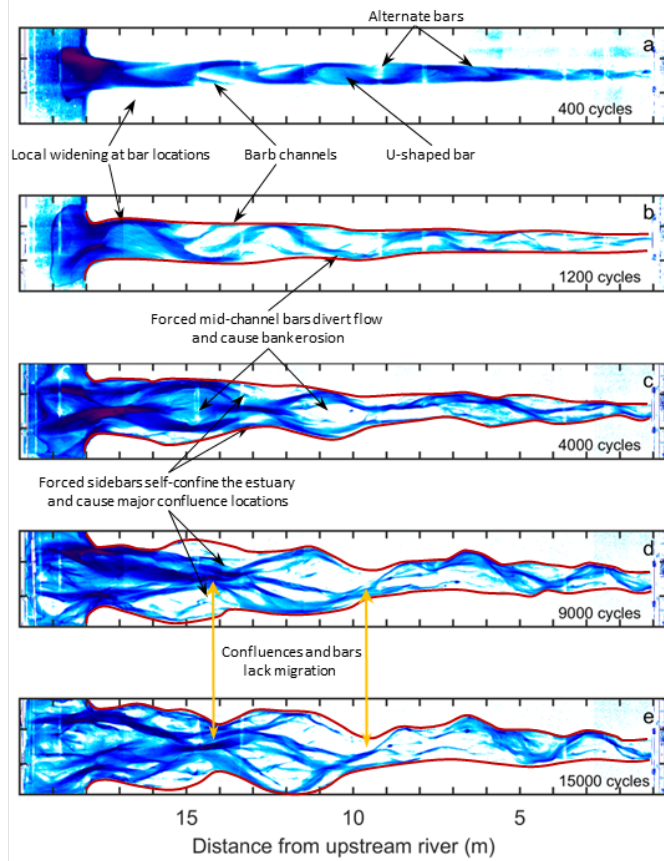 Alternate bars
a
400 cycles
Local widening at bar locations
Barb channels
U-shaped bar
b
1200 cycles
Forced mid-channel bars divert flow
and cause bank erosion
c
4000 cycles
Forced sidebars self-confine the estuary
and cause major confluence locations
d
9000 cycles
Confluences and bars
lack migration
e
15000 cycles
15
10
5
Distance from upstream river (m)